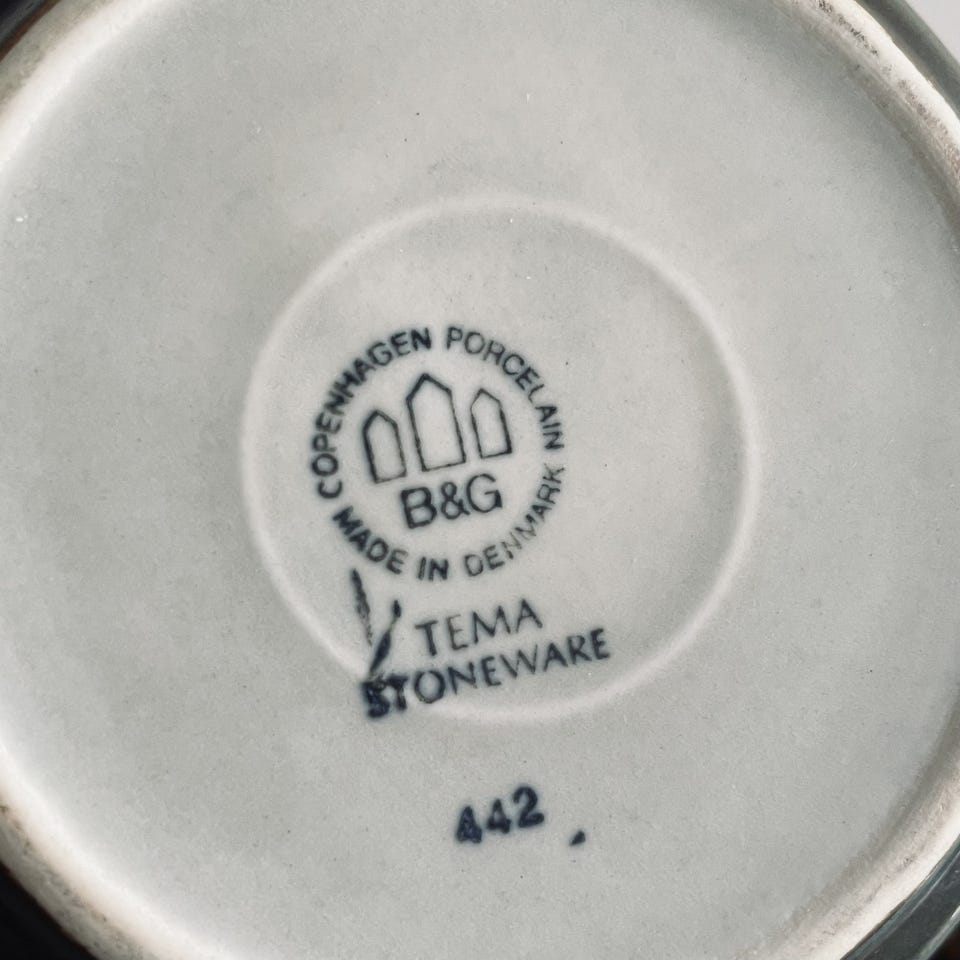 COPENHAGEN PORCELAIN
B&G
MADE IN DENMARK
TEMA
STONEWARE
442